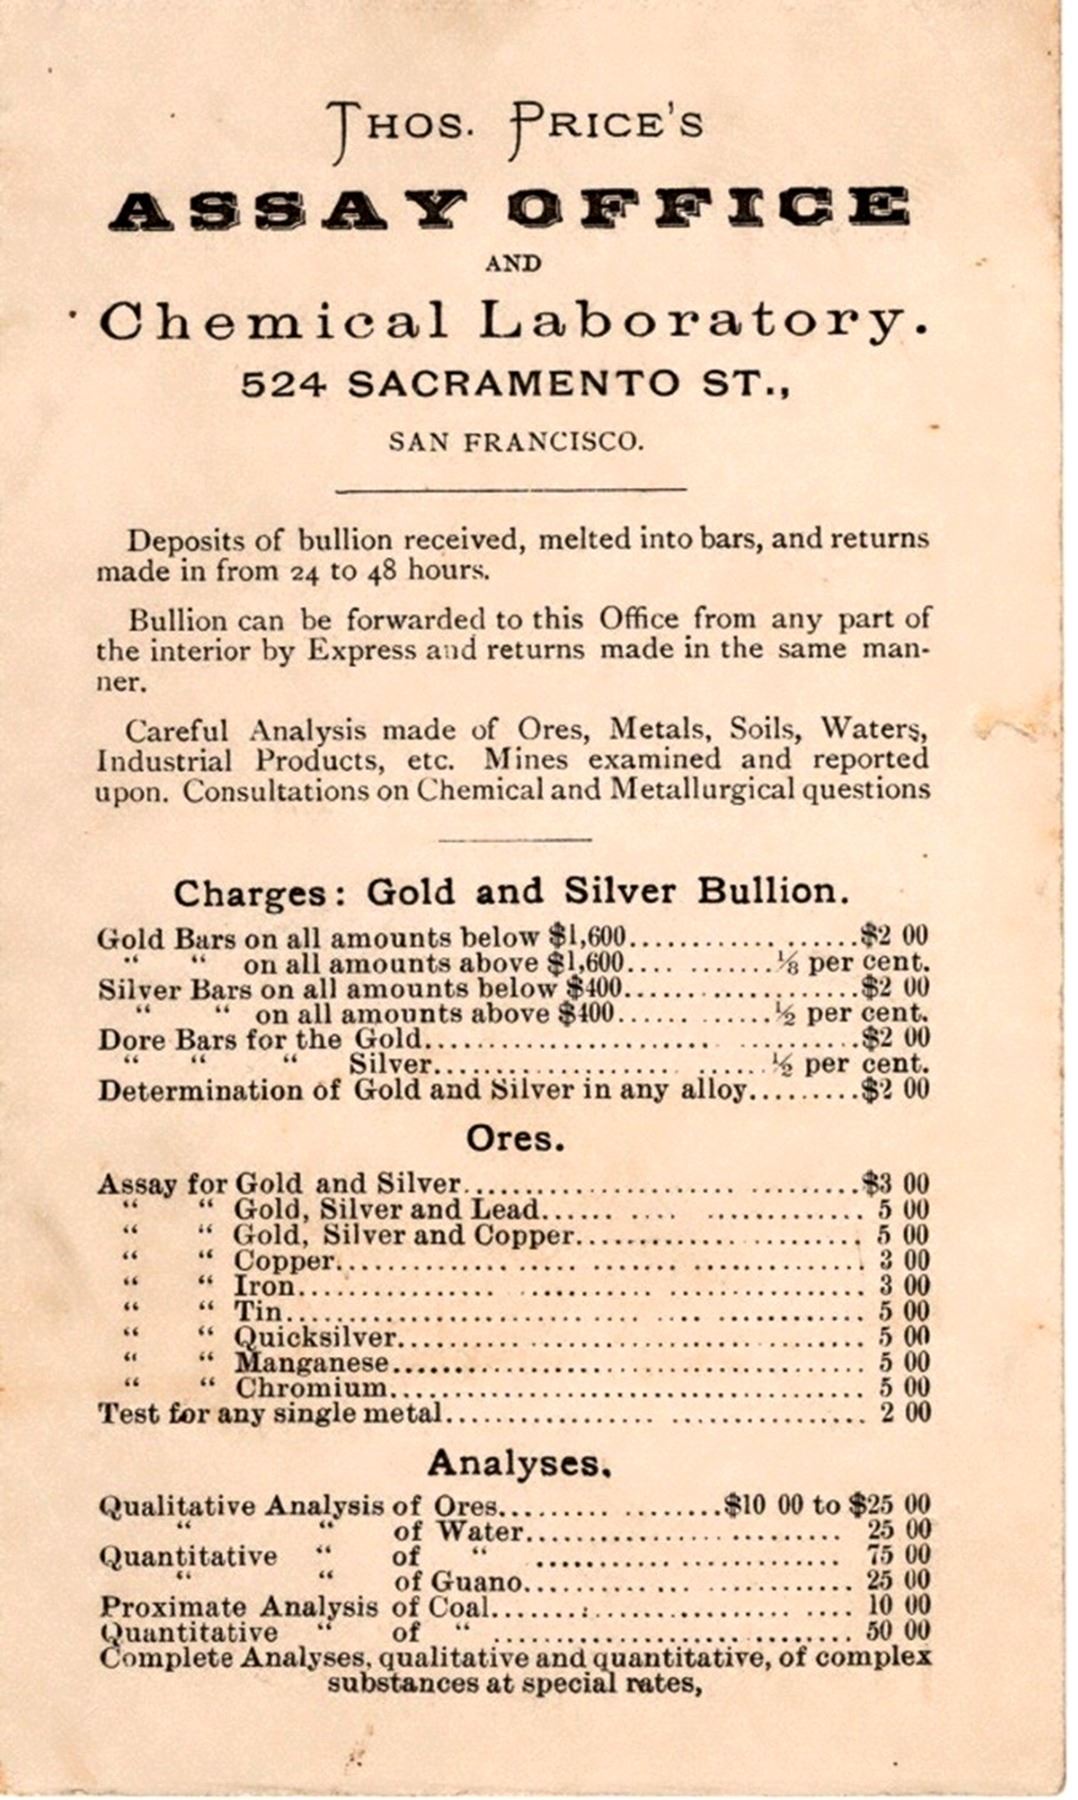 THOS. PRICE'S
ASSAY OFFICE
AND
Chemical Laboratory.
524 SACRAMENTO ST.,
SAN FRANCISCO.
Deposits of bullion received, melted into bars, and returns
made in from 24 to 48 hours.
Bullion can be forwarded to this Office from any part of
the interior by Express and returns made in the same man-
ner.
Careful Analysis made of Ores, Metals, Soils, Waters,
Industrial Products, etc. Mines examined and reported
upon. Consultations on Chemical and Metallurgical questions
Charges: Gold and Silver Bullion.
Gold Bars on all amounts below $1,600........................$2 00
“ “ on all amounts above $1,600.... ........⅛ per cent.
Silver Bars on all amounts below $400........................$2 00
“ “ on all amounts above $400...... .......½ per cent.
Dore Bars for the Gold........................ ..........$2 00
“ “ “ Silver.................... ......½ per cent.
Determination of Gold and Silver in any alloy.........$2 00
Ores.
Assay for Gold and Silver.......................... .........$3 00
“ “ Gold, Silver and Lead...... .... ............. 5 00
“ “ Gold, Silver and Copper........................ 5 00
“ “ Copper.............. ..... ....... .............. 3 00
“ “ Iron................ ........... .............. 3 00
“ “ Tin............................ .... .............. 5 00
“ “ Quicksilver........................................ 5 00
“ “ Manganese........................................ 5 00
“ “ Chromium........................................ 5 00
Test for any single metal.................. ............... 2 00
Analyses.
Qualitative Analysis of Ores......... ........$10 00 to $25 00
“ “ of Water........................ ......... 25 00
Quantitative “ of “ ............................ 75 00
“ “ of Guano............ ... ............ 25 00
Proximate Analysis of Coal........................ .... 10 00
Quantitative “ of “ ................................ 50 00
Complete Analyses, qualitative and quantitative, of complex
substances at special rates,